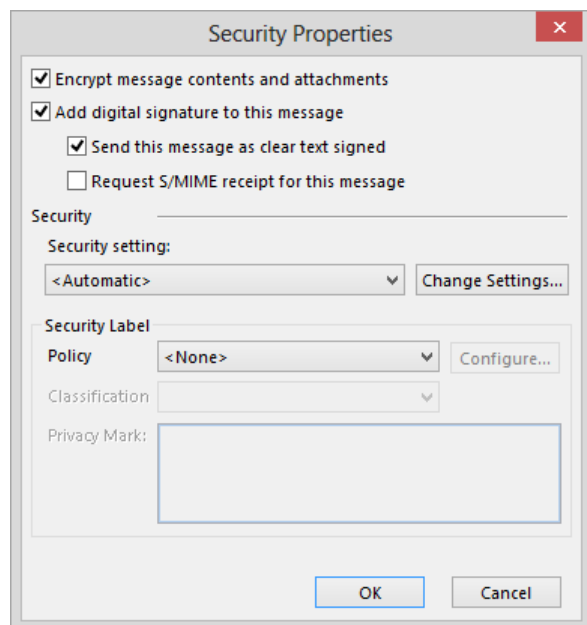 Security Properties
Encrypt message contents and attachments
Add digital signature to this message
Send this message as clear text signed
Request S/MIME receipt for this message
Security
Security setting:
<Automatic> Change Settings...
Security Label
Policy <None> Configure...
Classification
Privacy Mark:
OK Cancel